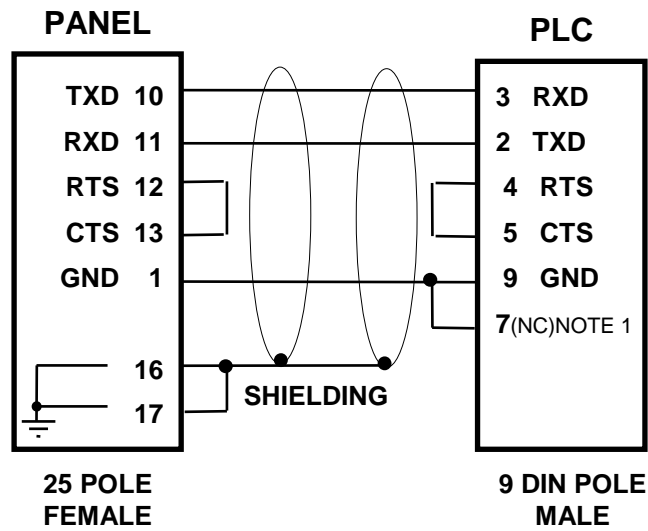 PANEL
PLC
TXD 10
3 RXD
RXD 11
2 TXD
RTS 12
4 RTS
CTS 13
5 CTS
GND 1
9 GND
7(NC)NOTE 1
16
SHIELDING
17
25 POLE
FEMALE
9 DIN POLE
MALE